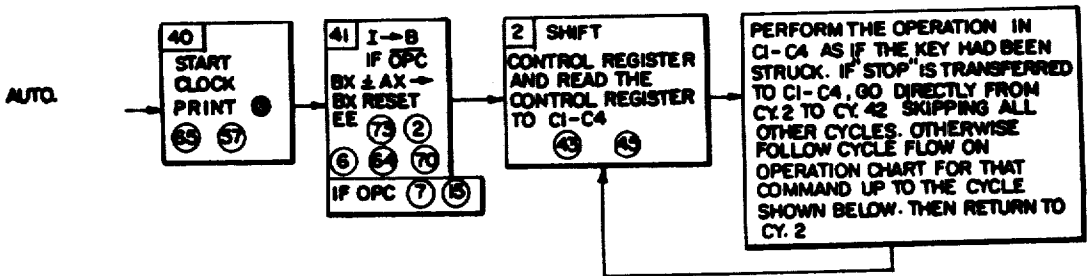 AUTO.
40
START
CLOCK
PRINT
85 57
41 I→B
IF O̅P̅C̅
BX ± AX →
BX RESET
EE
73 2
6 64 70
IF OPC 7 15
2 SHIFT
CONTROL REGISTER
AND READ THE
CONTROL REGISTER
TO C1-C4
43 45
PERFORM THE OPERATION IN
C1-C4 AS IF THE KEY HAD BEEN
STRUCK. IF "STOP" IS TRANSFERRED
TO C1-C4, GO DIRECTLY FROM
CY. 2 TO CY. 42 SKIPPING ALL
OTHER CYCLES. OTHERWISE
FOLLOW CYCLE FLOW ON
OPERATION CHART FOR THAT
COMMAND UP TO THE CYCLE
SHOWN BELOW. THEN RETURN TO
CY. 2